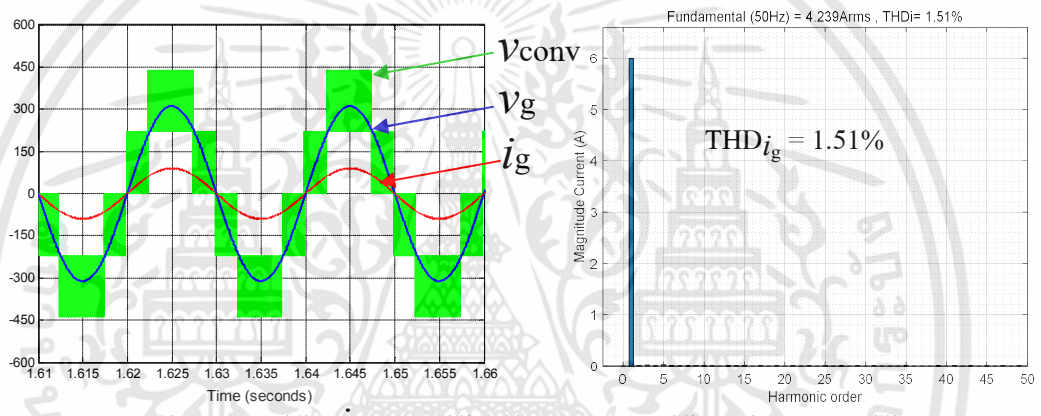 600
450
300
150
0
-150
-300
-450
-600
1.61 1.615 1.62 1.625 1.63 1.635 1.64 1.645 1.65 1.655 1.66
Time (seconds)
vconv
vg
ig
Fundamental (50Hz) = 4.239Arms , THDi= 1.51%
THDig = 1.51%
Magnitude Current (A)
6
5
4
3
2
1
0
0 5 10 15 20 25 30 35 40 45 50
Harmonic order